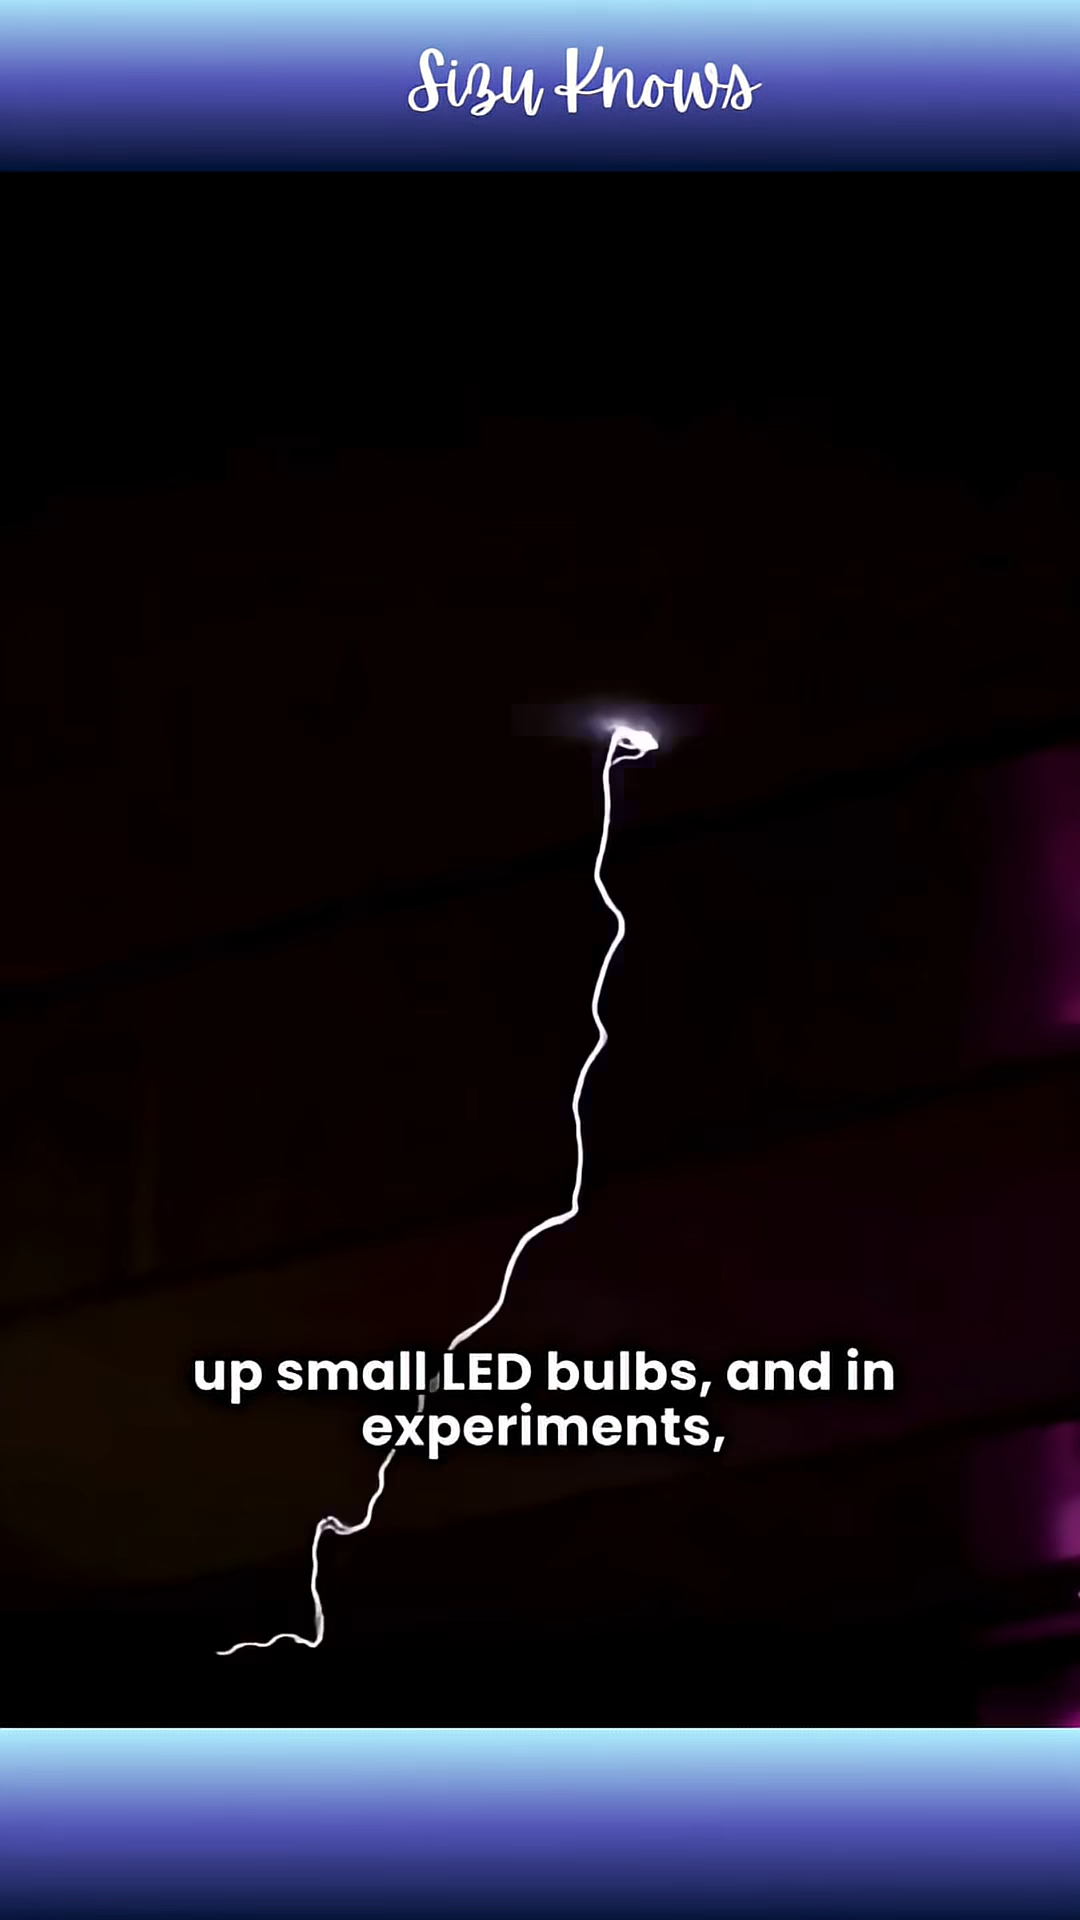 Sizu Knows
up small LED bulbs, and in
experiments,